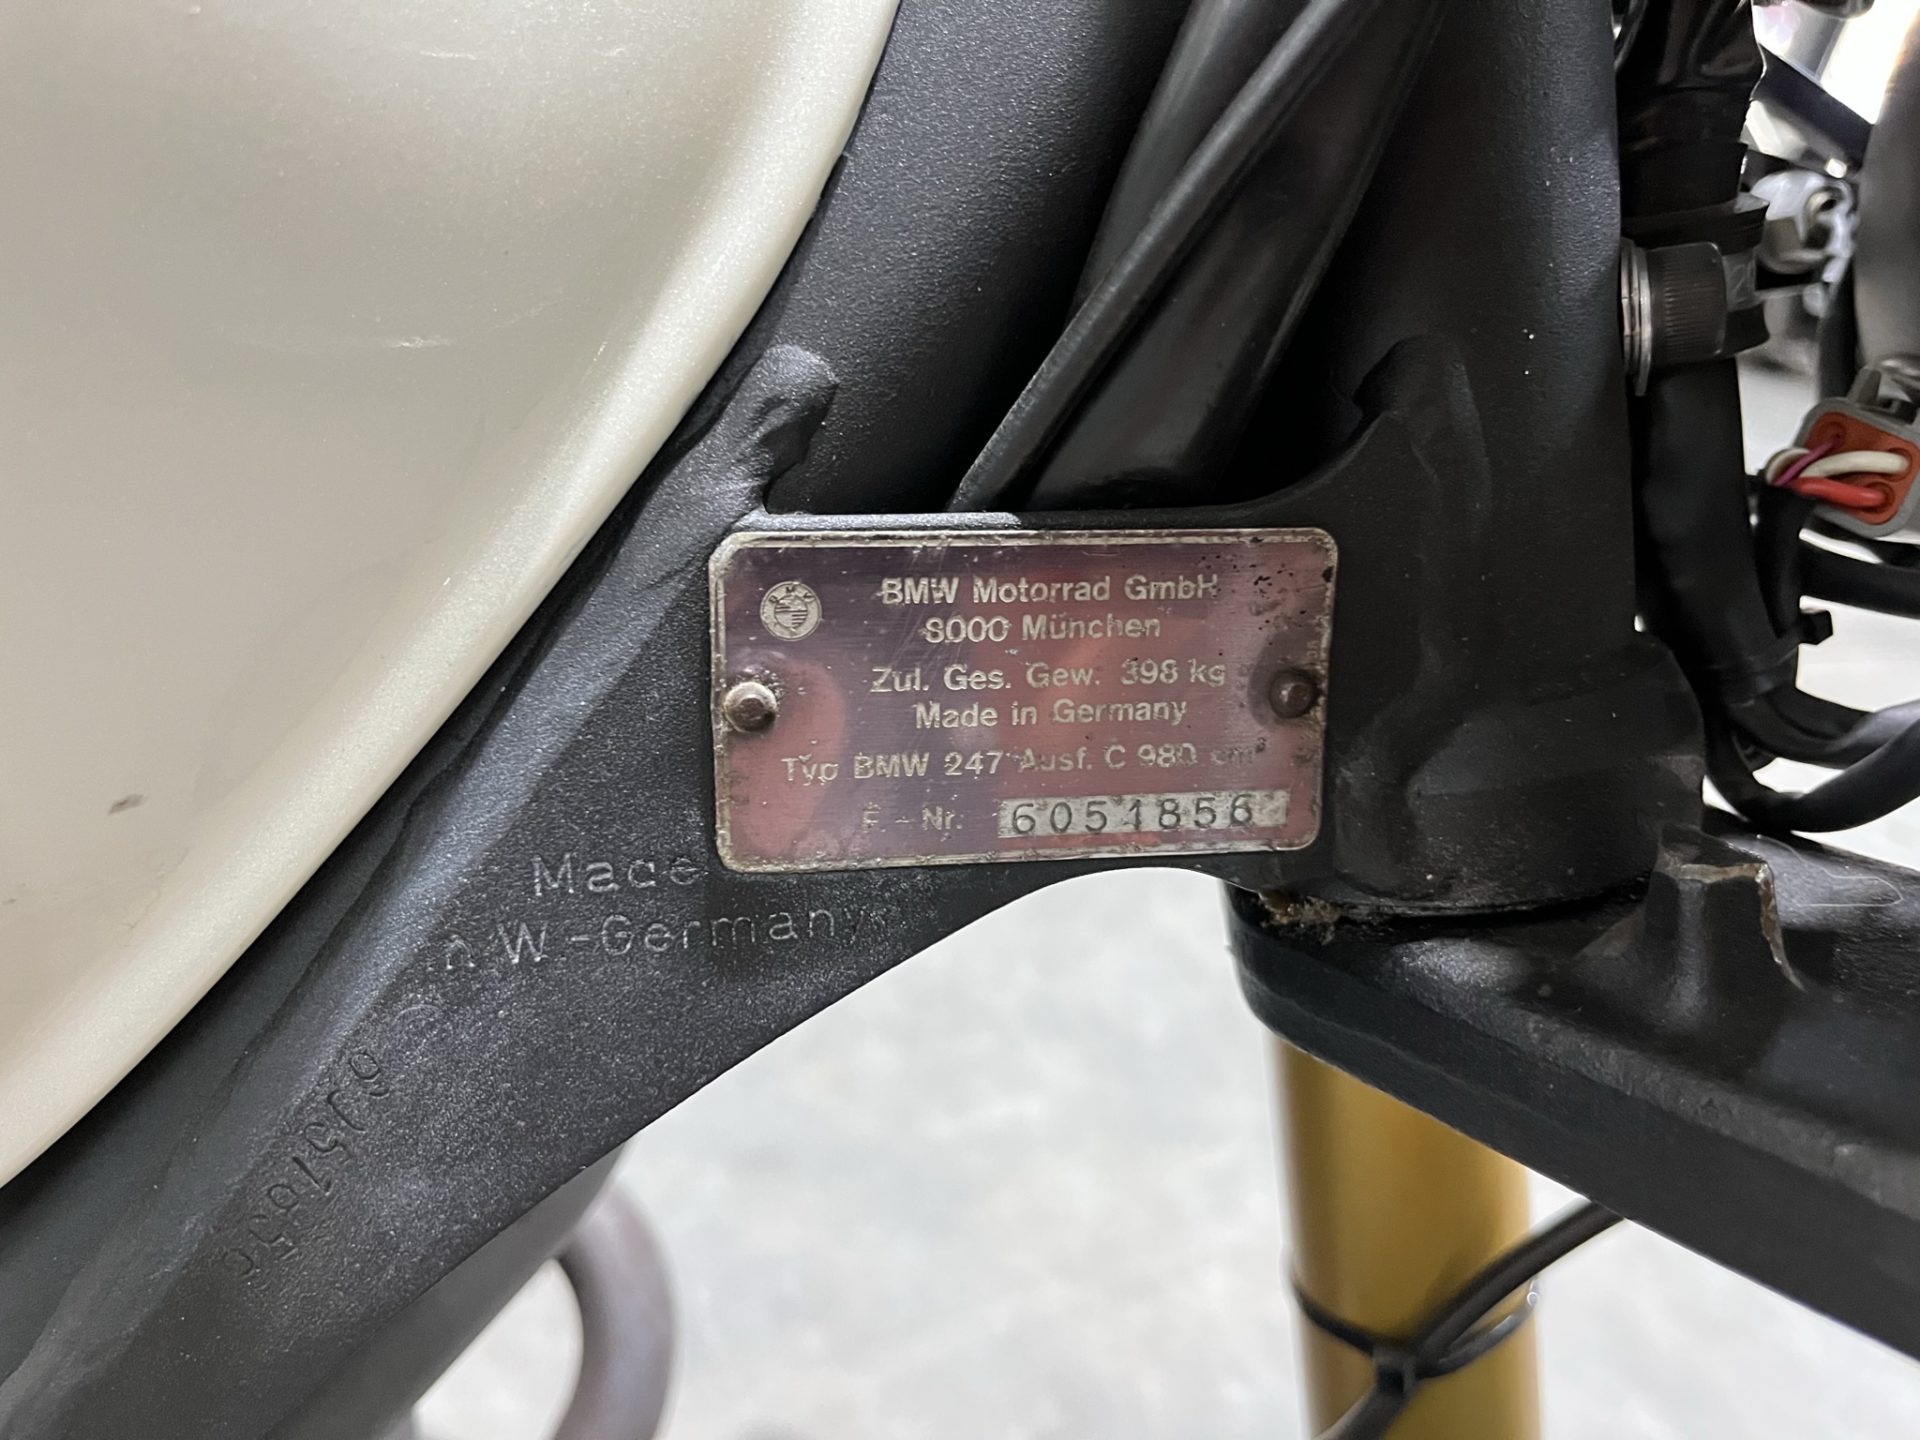 BMW Motorrad GmbH
8000 München
Zul. Ges. Gew. 398 kg
Made in Germany
Typ BMW 247 Ausf. C 980 cm³
F - Nr. 6051856
Made
in W.-Germany
6051856